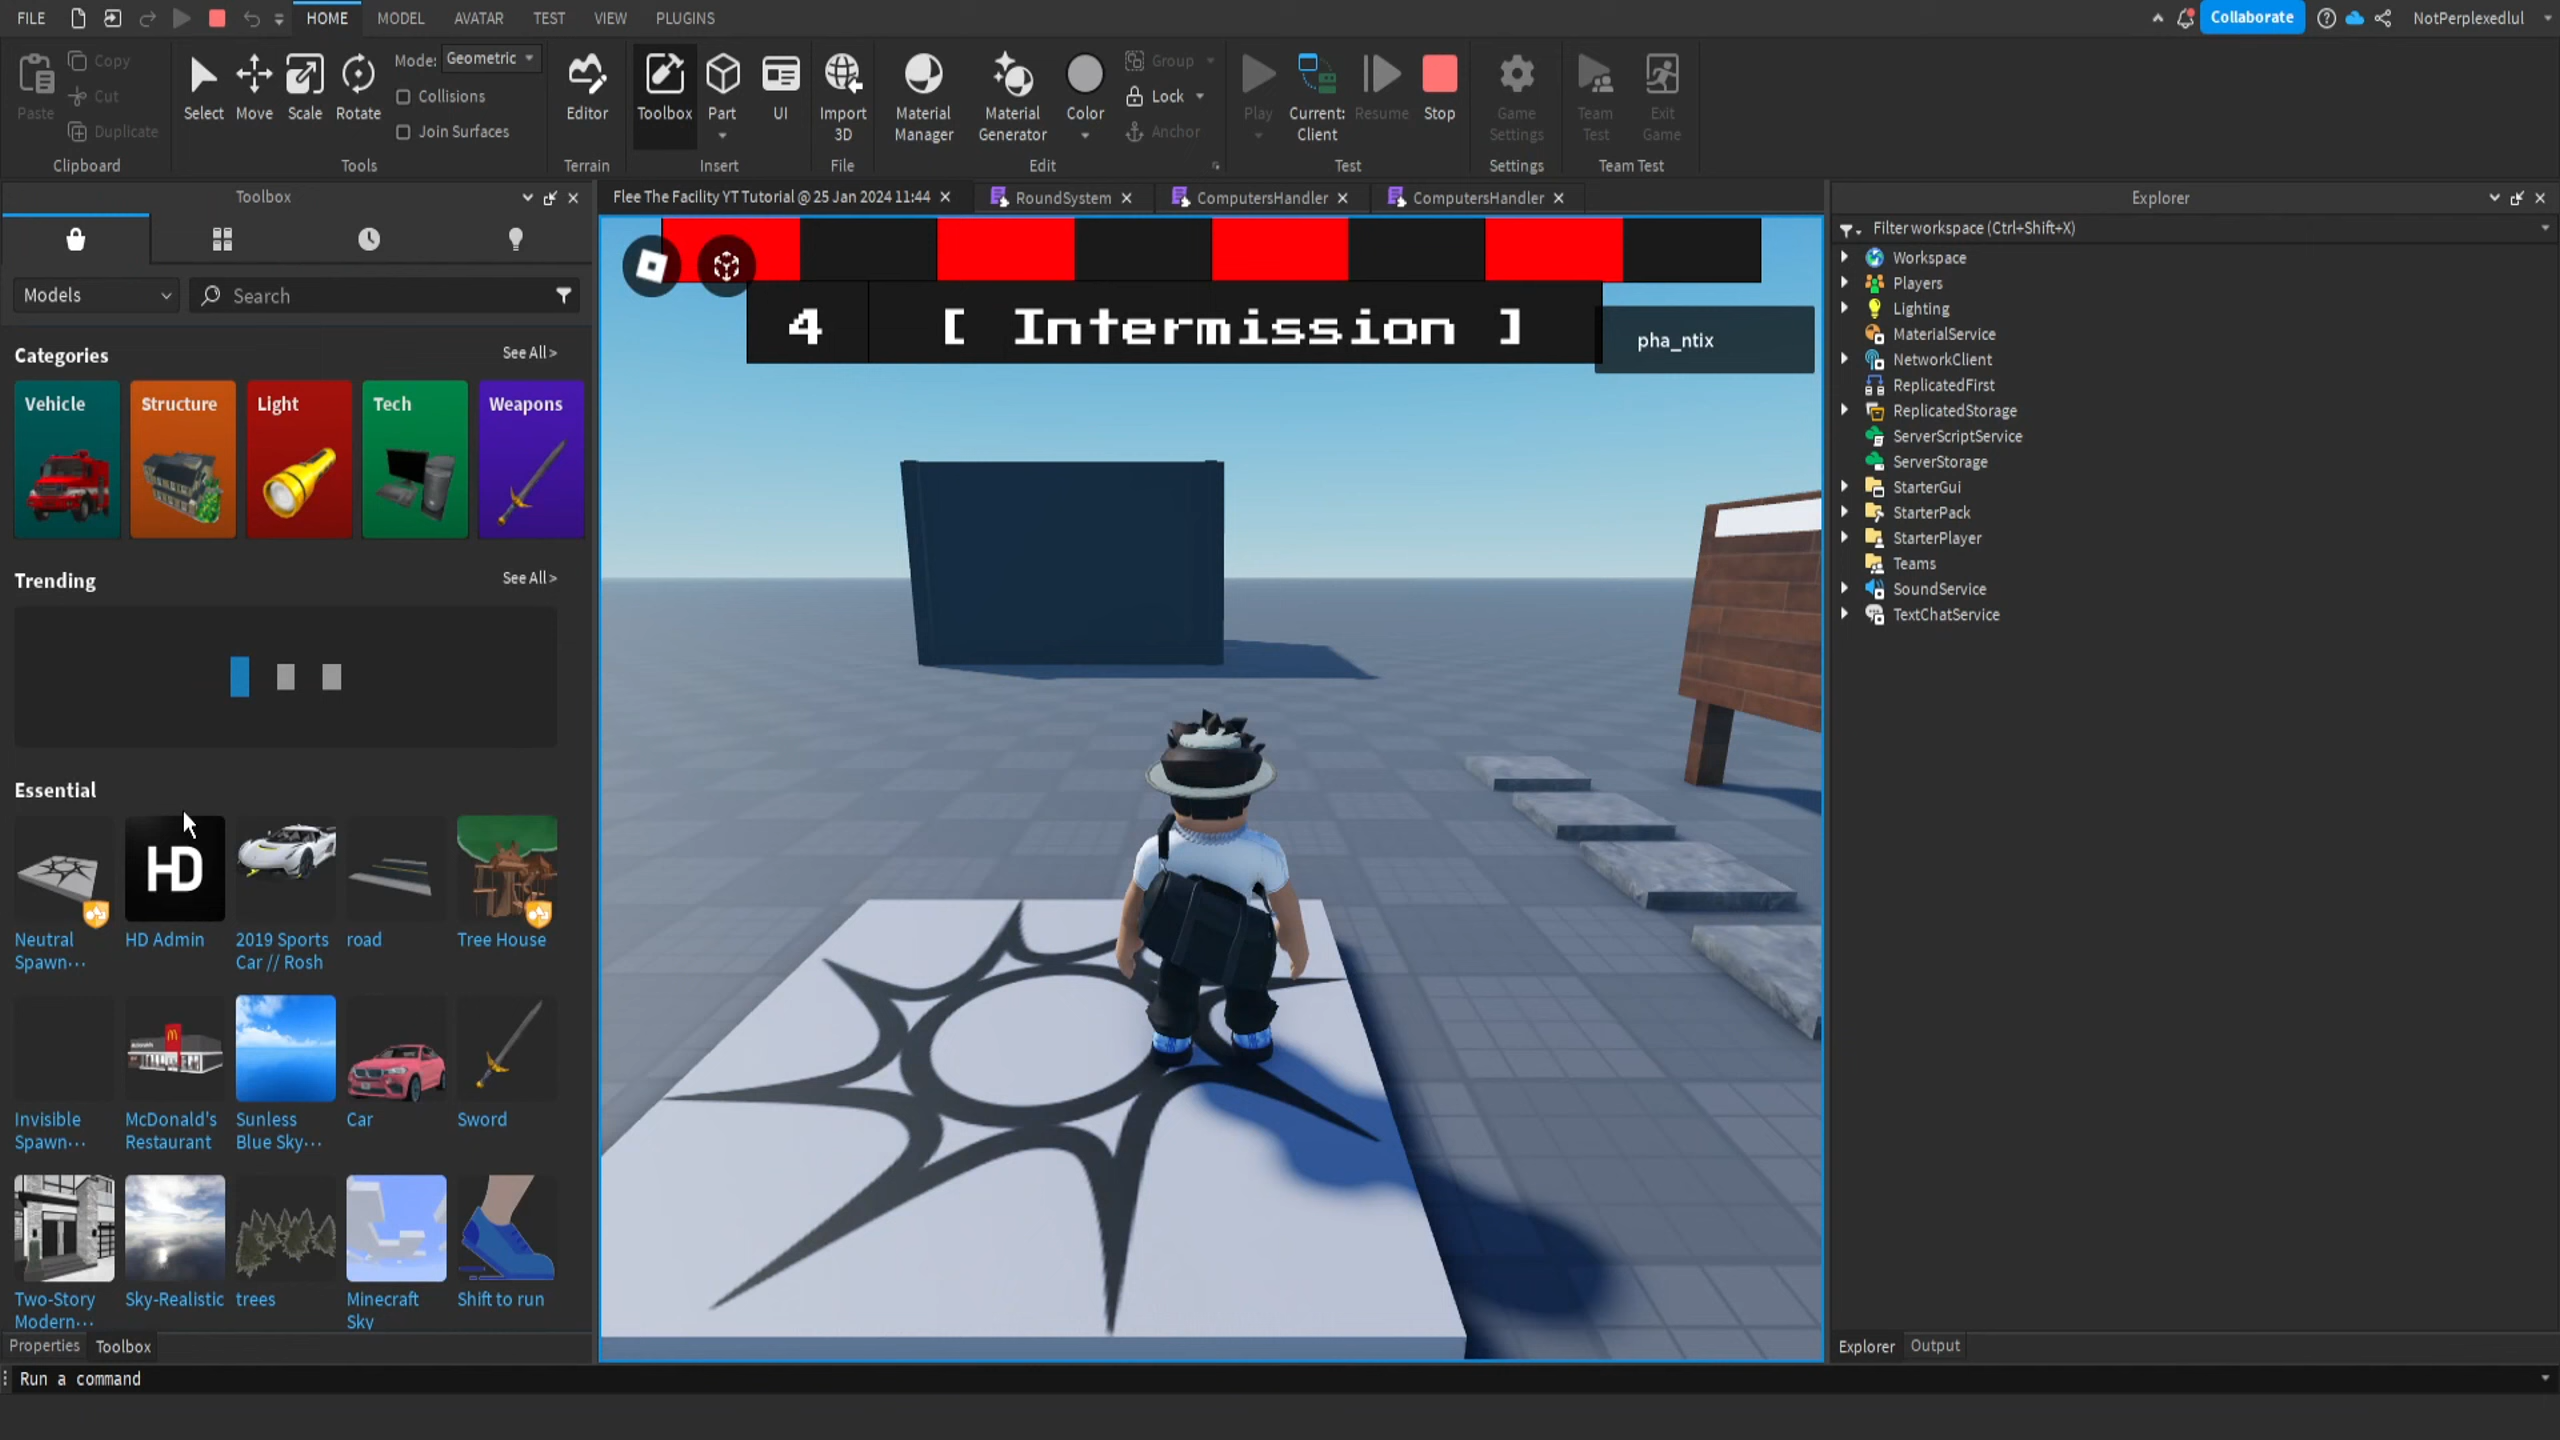 FILE
HOME
MODEL
AVATAR
TEST
VIEW
PLUGINS
Collaborate
NotPerplexedlul
Paste
Copy
Cut
Duplicate
Clipboard
Select
Move
Scale
Rotate
Mode: Geometric
Collisions
Join Surfaces
Tools
Editor
Terrain
Toolbox
Part
UI
Insert
Import
3D
File
Material
Manager
Material
Generator
Color
Group
Lock
Anchor
Edit
Play
Current:
Client
Resume
Stop
Test
Game
Settings
Settings
Team
Test
Exit
Game
Team Test
Toolbox
Models
Search
Categories
See All >
Vehicle
Structure
Light
Tech
Weapons
Trending
See All >
Essential
HD
Neutral
Spawn...
HD Admin
2019 Sports
Car // Rosh
road
Tree House
Invisible
Spawn...
McDonald's
Restaurant
Sunless
Blue Sky...
Car
Sword
Two-Story
Modern...
Sky-Realistic
trees
Minecraft
Sky
Shift to run
Properties
Toolbox
Run a command
Flee The Facility YT Tutorial @ 25 Jan 2024 11:44
RoundSystem
ComputersHandler
ComputersHandler
4
[ Intermission ]
pha_ntix
Explorer
Filter workspace (Ctrl+Shift+X)
Workspace
Players
Lighting
MaterialService
NetworkClient
ReplicatedFirst
ReplicatedStorage
ServerScriptService
ServerStorage
StarterGui
StarterPack
StarterPlayer
Teams
SoundService
TextChatService
Explorer
Output